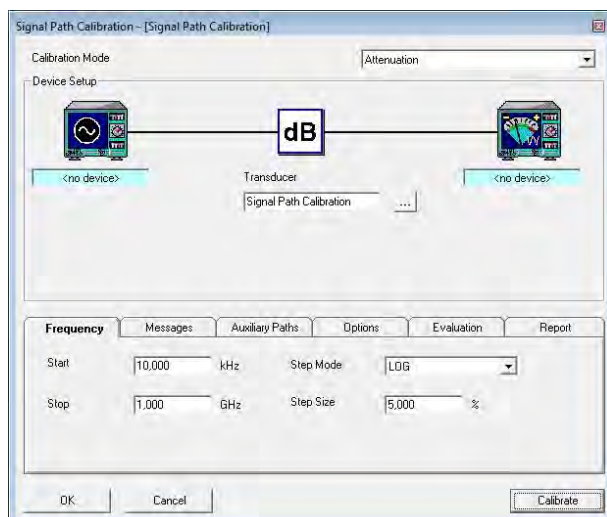 Signal Path Calibration - [Signal Path Calibration]
Calibration Mode
Attenuation
Device Setup
dB
<no device>
Transducer
<no device>
Signal Path Calibration
...
Frequency
Messages
Auxiliary Paths
Options
Evaluation
Report
Start
10,000
kHz
Step Mode
LOG
Stop
1,000
GHz
Step Size
5,000
%
OK
Cancel
Calibrate